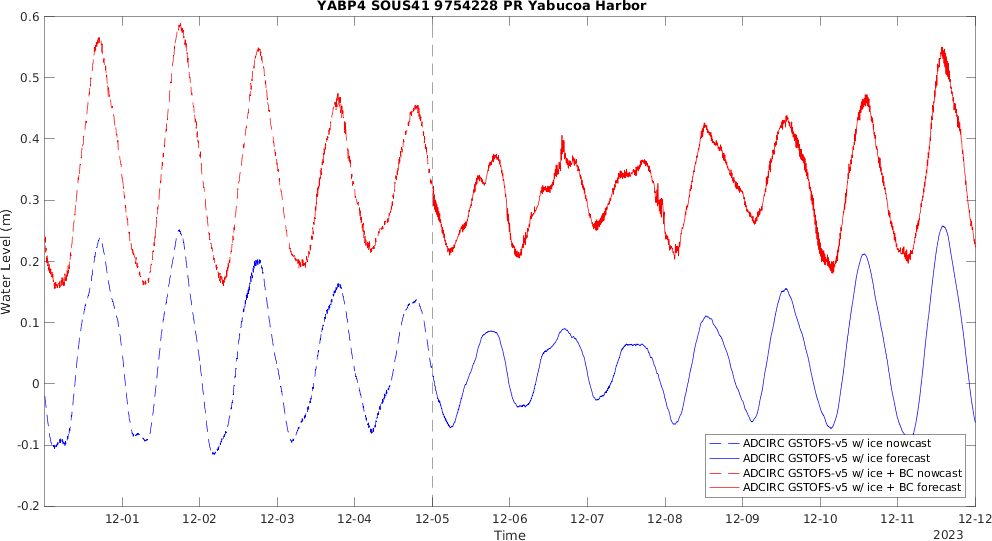 YABP4 SOUS41 9754228 PR Yabucoa Harbor
0.6
0.5
0.4
0.3
0.2
0.1
0
-0.1
-0.2
Water Level (m)
12-01 12-02 12-03 12-04 12-05 12-06 12-07 12-08 12-09 12-10 12-11 12-12
2023
Time
ADCIRC GSTOFS-v5 w/ ice nowcast
ADCIRC GSTOFS-v5 w/ ice forecast
ADCIRC GSTOFS-v5 w/ ice + BC nowcast
ADCIRC GSTOFS-v5 w/ ice + BC forecast